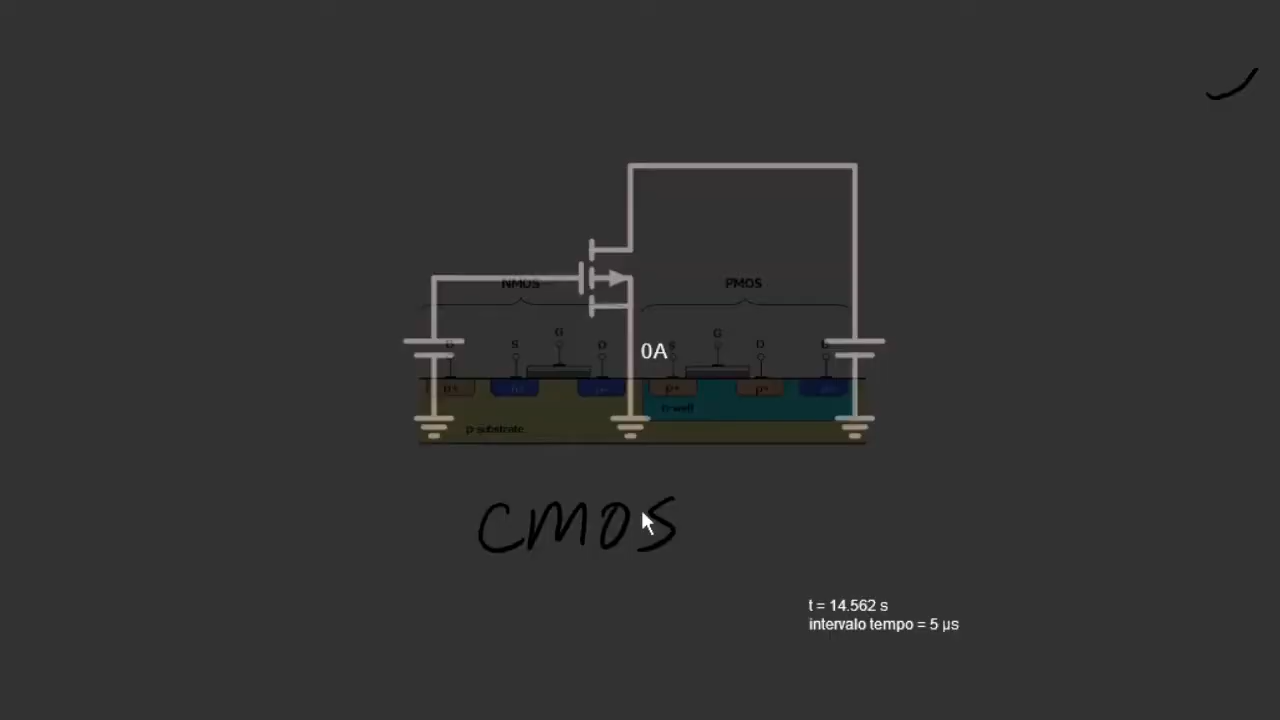 NMOS PMOS
G G
B S D S D B
0A
p+ n+ n+ p+ p+ n+
n-well
p-substrate
CMOS
t = 14.562 s
intervalo tempo = 5 µs